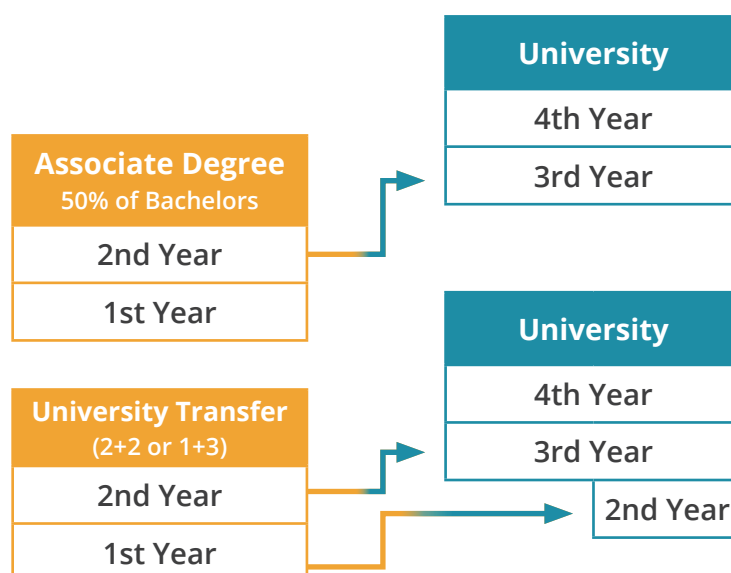 University
4th Year
3rd Year
Associate Degree
50% of Bachelors
2nd Year
1st Year
University
4th Year
3rd Year
2nd Year
University Transfer
(2+2 or 1+3)
2nd Year
1st Year